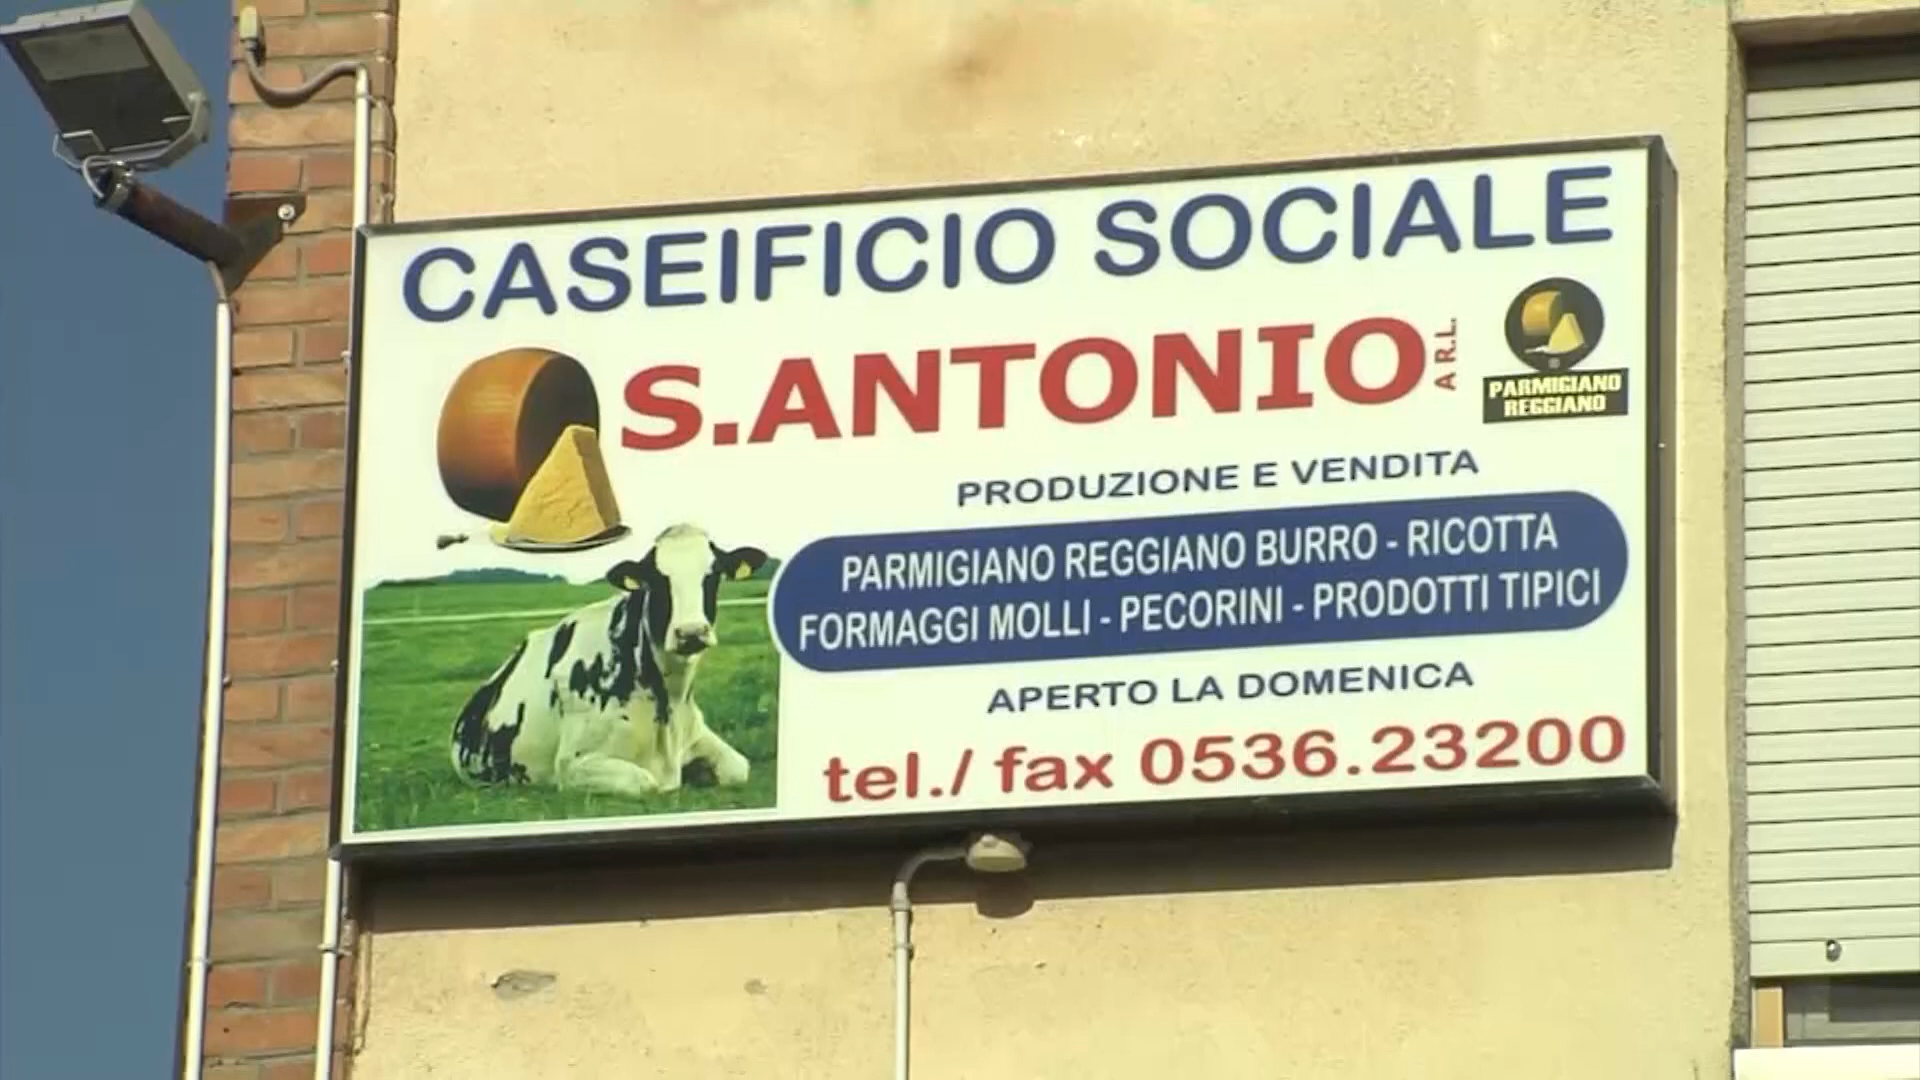 CASEIFICIO SOCIALE
S.ANTONIO A R.L.
PARMIGIANO
REGGIANO
PRODUZIONE E VENDITA
PARMIGIANO REGGIANO BURRO - RICOTTA
FORMAGGI MOLLI - PECORINI - PRODOTTI TIPICI
APERTO LA DOMENICA
tel./ fax 0536.23200